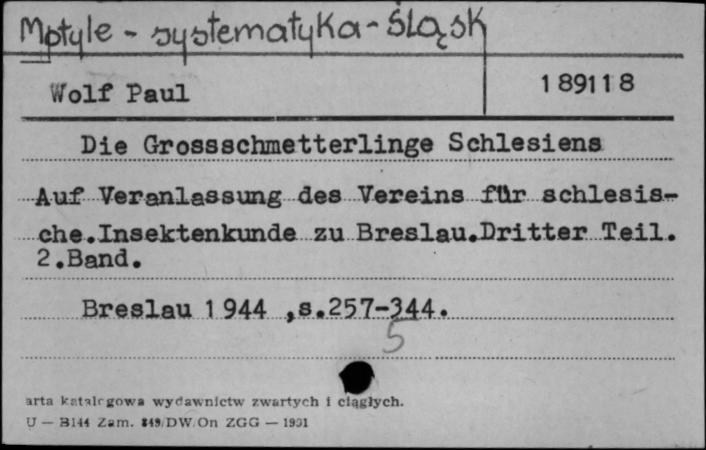 Motyle - systematyka - Śląsk
Wolf Paul
189118
Die Grossschmetterlinge Schlesiens
Auf Veranlassung des Vereins für schlesis-
che.Insektenkunde zu Breslau.Dritter Teil.
2.Band.
Breslau 1944 ,s.257-344.
5
arta katalogowa wydawnictw zwartych i ciągłych.
U — B144 Zam. 849/DW/On ZGG — 1991